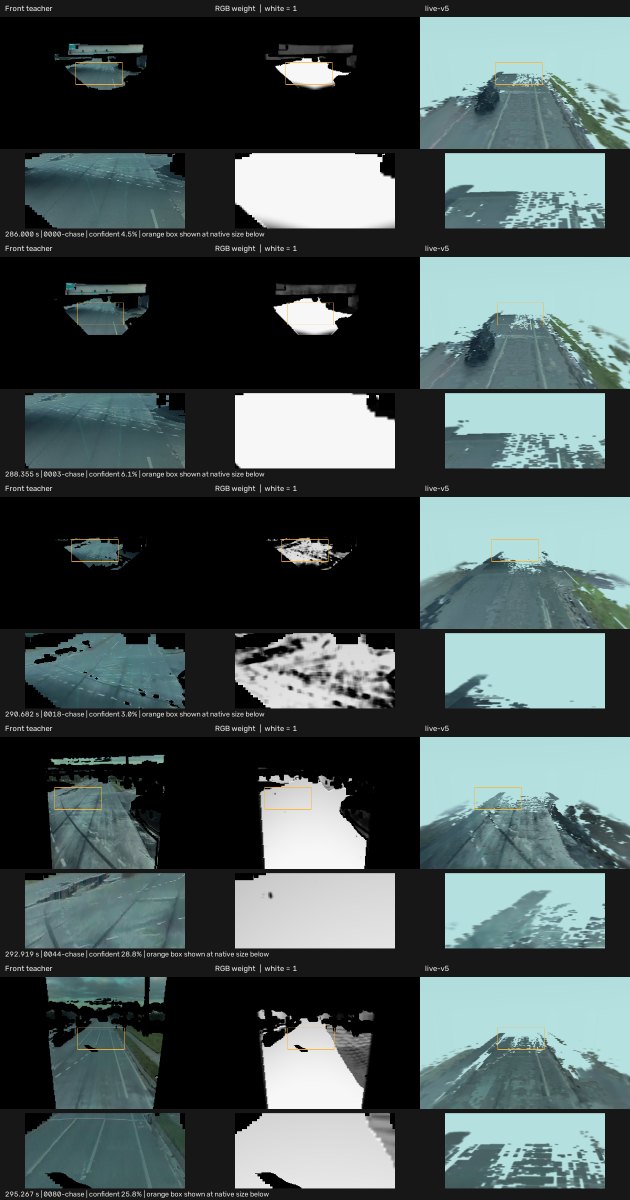 Front teacher RGB weight | white = 1 live-v5
286.000 s | 0000-chase | confident 4.5% | orange box shown at native size below
Front teacher RGB weight | white = 1 live-v5
288.355 s | 0003-chase | confident 6.1% | orange box shown at native size below
Front teacher RGB weight | white = 1 live-v5
290.682 s | 0018-chase | confident 3.0% | orange box shown at native size below
Front teacher RGB weight | white = 1 live-v5
292.919 s | 0044-chase | confident 28.8% | orange box shown at native size below
Front teacher RGB weight | white = 1 live-v5
295.267 s | 0080-chase | confident 25.8% | orange box shown at native size below